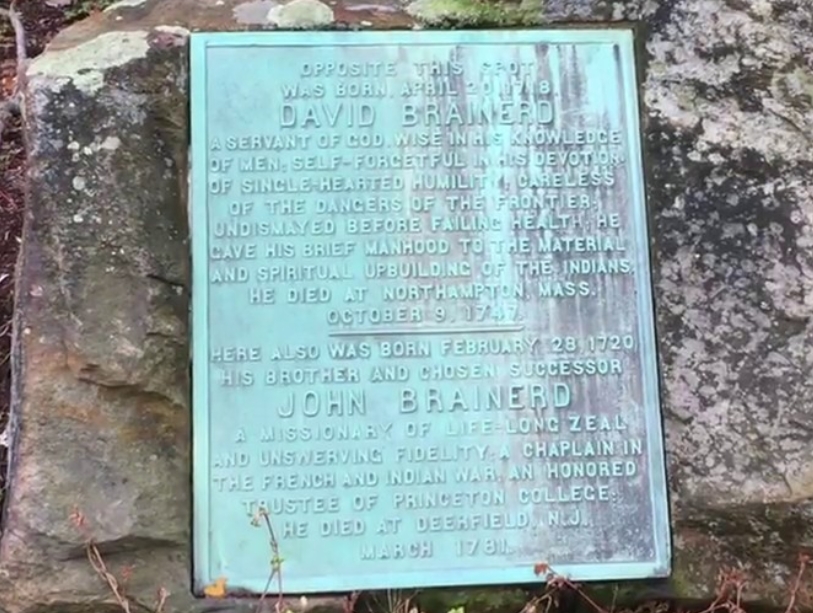 OPPOSITE THIS SPOT
WAS BORN, APRIL 20, 1718,
DAVID BRAINERD
A SERVANT OF GOD, WISE IN HIS KNOWLEDGE
OF MEN; SELF-FORGETFUL IN HIS DEVOTION;
OF SINGLE-HEARTED HUMILITY; CARELESS
OF THE DANGERS OF THE FRONTIER;
UNDISMAYED BEFORE FAILING HEALTH; HE
GAVE HIS BRIEF MANHOOD TO THE MATERIAL
AND SPIRITUAL UPBUILDING OF THE INDIANS.
HE DIED AT NORTHAMPTON, MASS.
OCTOBER 9, 1747.
HERE ALSO WAS BORN FEBRUARY 28, 1720
HIS BROTHER AND CHOSEN SUCCESSOR
JOHN BRAINERD
A MISSIONARY OF LIFE-LONG ZEAL
AND UNSWERVING FIDELITY; A CHAPLAIN IN
THE FRENCH AND INDIAN WAR; AN HONORED
TRUSTEE OF PRINCETON COLLEGE;
HE DIED AT DEERFIELD, N.J.,
MARCH 1781.